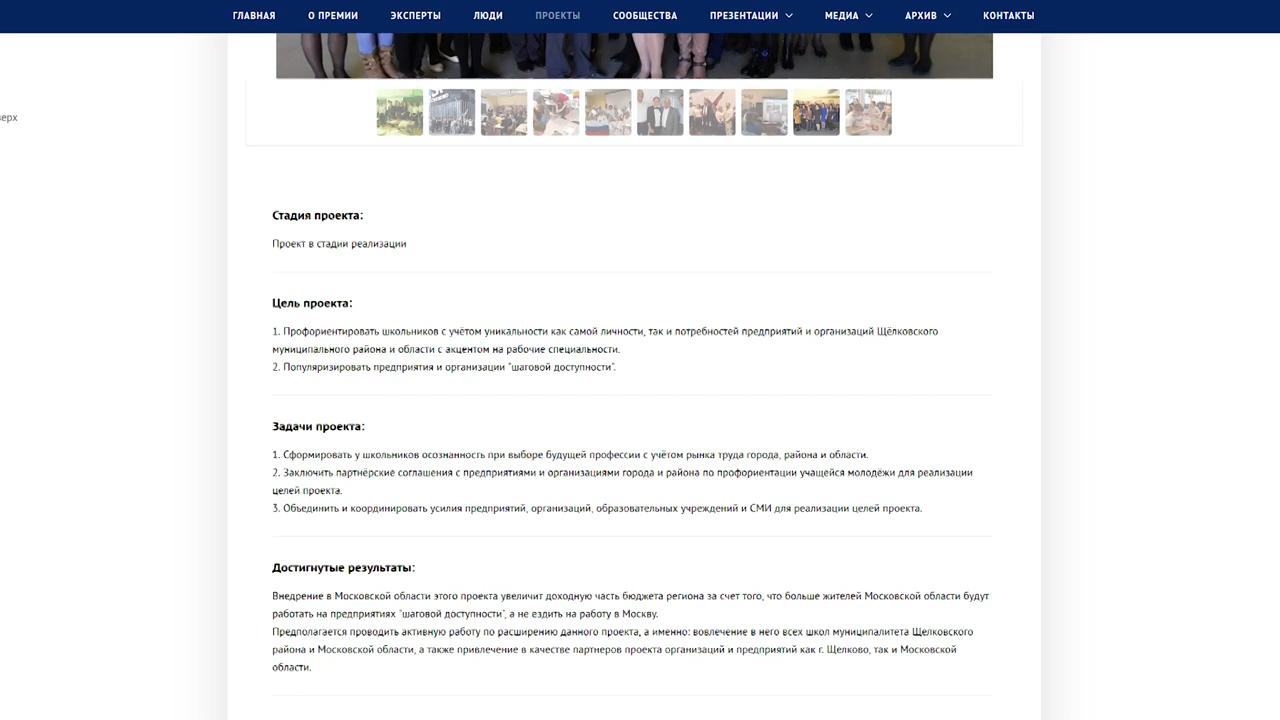 ГЛАВНАЯ О ПРЕМИИ ЭКСПЕРТЫ ЛЮДИ ПРОЕКТЫ СООБЩЕСТВА ПРЕЗЕНТАЦИИ МЕДИА АРХИВ КОНТАКТЫ
верх
Стадия проекта:
Проект в стадии реализации
Цель проекта:
1. Профориентировать школьников с учётом уникальности как самой личности, так и потребностей предприятий и организаций Щёлковского
муниципального района и области с акцентом на рабочие специальности.
2. Популяризировать предприятия и организации "шаговой доступности".
Задачи проекта:
1. Сформировать у школьников осознанность при выборе будущей профессии с учётом рынка труда города, района и области.
2. Заключить партнёрские соглашения с предприятиями и организациями города и района по профориентации учащейся молодёжи для реализации
целей проекта.
3. Объединить и координировать усилия предприятий, организаций, образовательных учреждений и СМИ для реализации целей проекта.
Достигнутые результаты:
Внедрение в Московской области этого проекта увеличит доходную часть бюджета региона за счет того, что больше жителей Московской области будут
работать на предприятиях "шаговой доступности", а не ездить на работу в Москву.
Предполагается проводить активную работу по расширению данного проекта, а именно: вовлечение в него всех школ муниципалитета Щелковского
района и Московской области, а также привлечение в качестве партнеров проекта организаций и предприятий как г. Щелково, так и Московской
области.